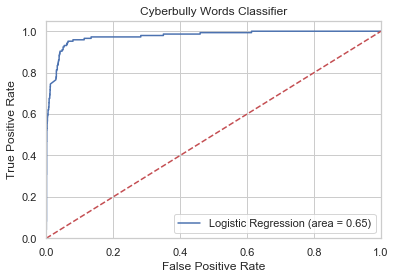 Cyberbully Words Classifier
1.0
0.8
0.6
0.4
0.2
0.0
True Positive Rate
Logistic Regression (area = 0.65)
0.0 0.2 0.4 0.6 0.8 1.0
False Positive Rate